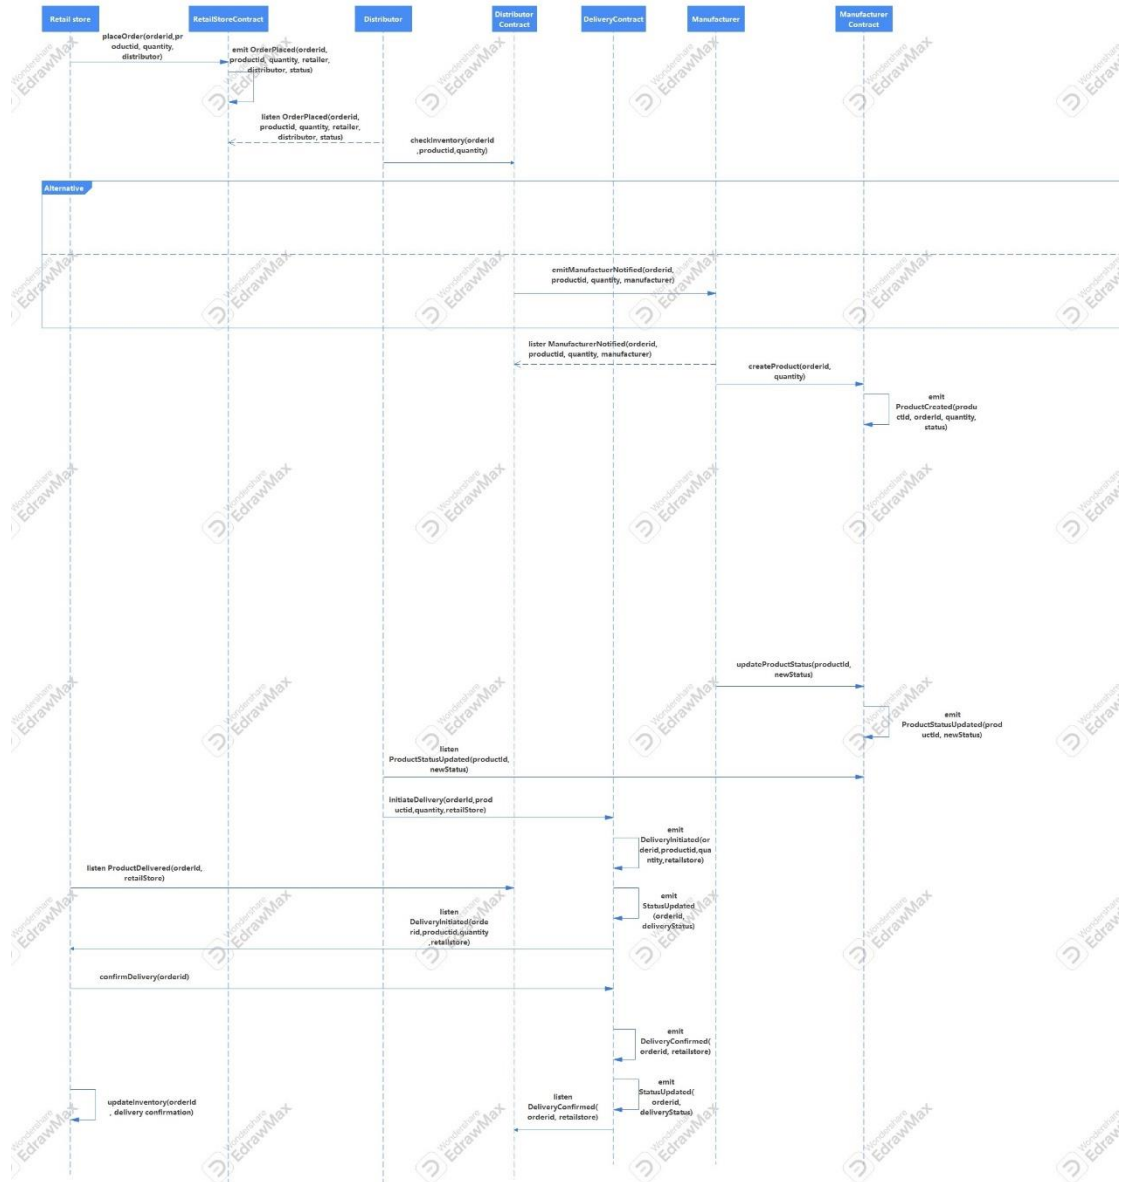 Retail store
RetailStoreContract
Distributor
Distributor
Contract
DeliveryContract
Manufacturer
Manufacturer
Contract
placeOrder(orderid,pr
oductid, quantity,
distributor)
emit OrderPlaced(orderid,
productid, quantity, retailer,
distributor, status)
listen OrderPlaced(orderid,
productid, quantity, retailer,
distributor, status)
checkInventory(orderId
,productid,quantity)
Alternative
emitManufactuerNotified(orderid,
productid, quantity, manufacturer)
lister ManufacturerNotified(orderid,
productid, quantity, manufacturer)
createProduct(orderid,
quantity)
emit
ProductCreated(produ
ctId, orderId, quantity,
status)
updateProductStatus(productId,
newStatus)
emit
ProductStatusUpdated(prod
uctId, newStatus)
listen
ProductStatusUpdated(productId,
newStatus)
initiateDelivery(orderId,prod
uctid,quantity,retailStore)
emit
DeliveryInitiated(or
derid,productid,qua
ntity,retailstore)
listen ProductDelivered(orderId,
retailStore)
emit
StatusUpdated
(orderid,
deliveryStatus)
listen
DeliveryInitiated(orde
rid,productid,quantity
,retailstore)
confirmDelivery(orderid)
emit
DeliveryConfirmed(
orderid, retailstore)
emit
StatusUpdated(
orderid,
deliveryStatus)
updateInventory(orderId
, delivery confirmation)
listen
DeliveryConfirmed(
orderid, retailstore)
Wondershare
EdrawMax